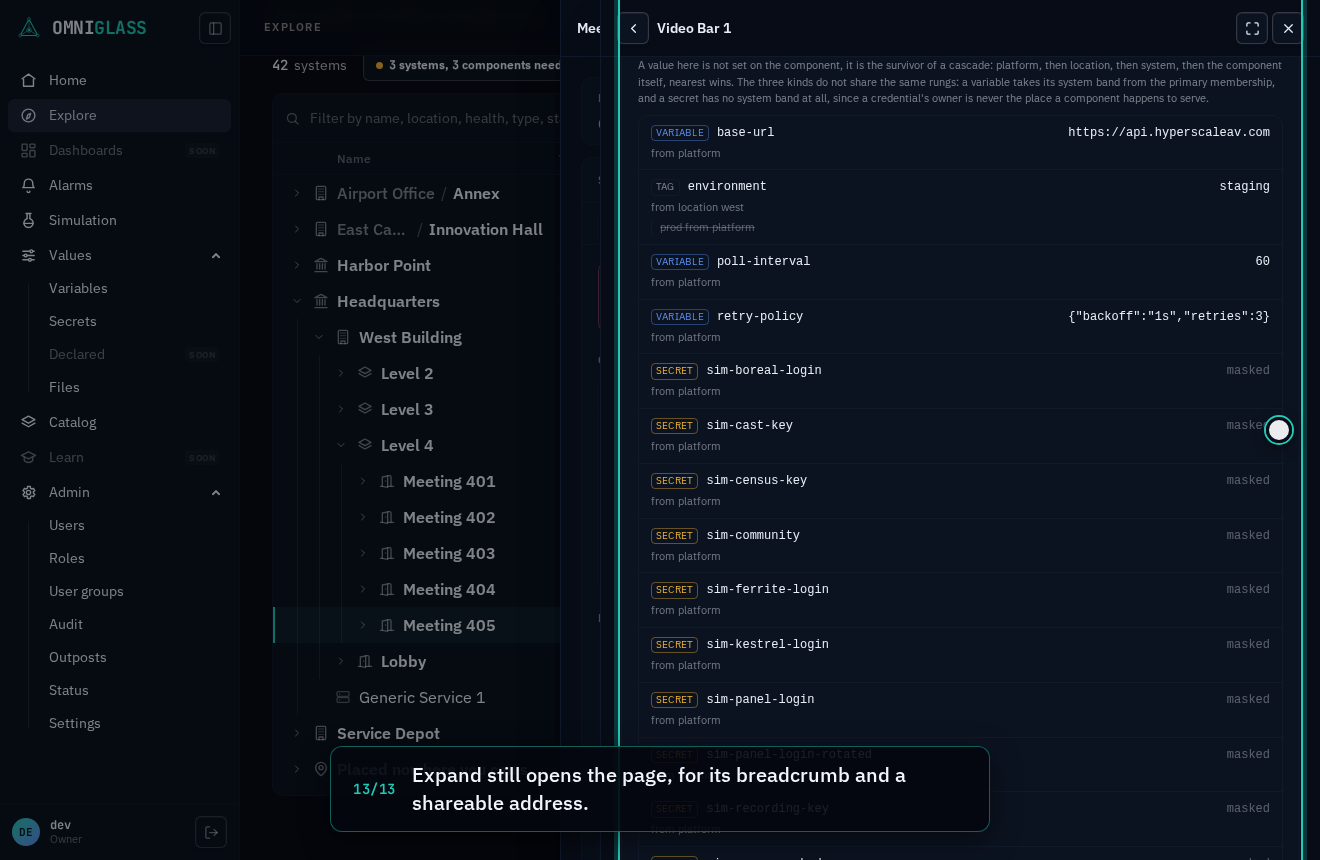 OMNIGLASS
Home
Explore
Dashboards SOON
Alarms
Simulation
Values
Variables
Secrets
Declared SOON
Files
Catalog
Learn SOON
Admin
Users
Roles
User groups
Audit
Outposts
Status
Settings
DE dev
Owner
EXPLORE
42 systems
3 systems, 3 components need
Filter by name, location, health, type, st
Name
Airport Office / Annex
East Ca... / Innovation Hall
Harbor Point
Headquarters
West Building
Level 2
Level 3
Level 4
Meeting 401
Meeting 402
Meeting 403
Meeting 404
Meeting 405
Lobby
Generic Service 1
Service Depot
Mee
Video Bar 1
A value here is not set on the component, it is the survivor of a cascade: platform, then location, then system, then the component
itself, nearest wins. The three kinds do not share the same rungs: a variable takes its system band from the primary membership,
and a secret has no system band at all, since a credential's owner is never the place a component happens to serve.
VARIABLE base-url https://api.hyperscaleav.com
from platform
TAG environment staging
from location west
prod from platform
VARIABLE poll-interval 60
from platform
VARIABLE retry-policy {"backoff":"1s","retries":3}
from platform
SECRET sim-boreal-login masked
from platform
SECRET sim-cast-key masked
from platform
SECRET sim-census-key masked
from platform
SECRET sim-community masked
from platform
SECRET sim-ferrite-login masked
from platform
SECRET sim-kestrel-login masked
from platform
SECRET sim-panel-login masked
from platform
SECRET sim-panel-login-rotated masked
SECRET sim-recording-key masked
from platform
13/13 Expand still opens the page, for its breadcrumb and a
shareable address.